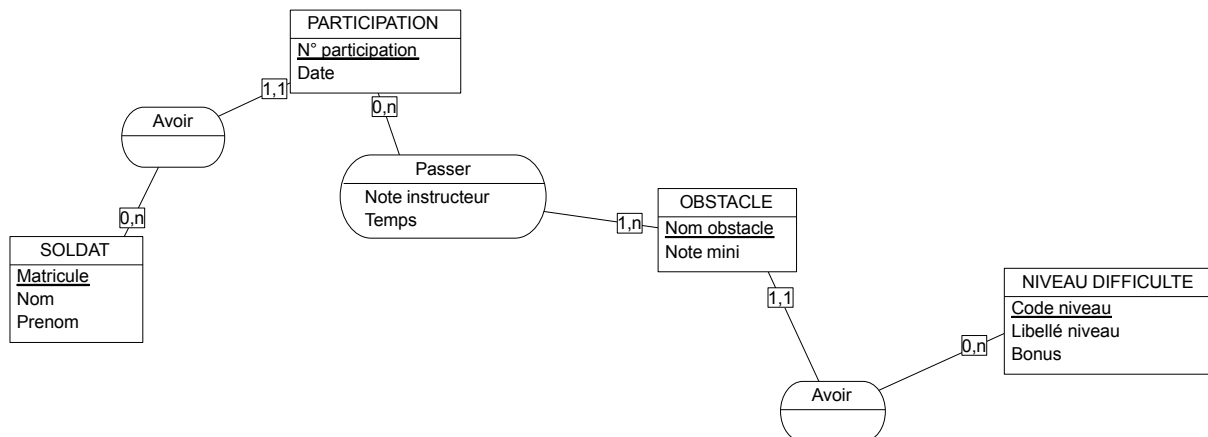 PARTICIPATION
N° participation
Date
1,1
0,n
Avoir
Passer
Note instructeur
Temps
0,n
1,n
SOLDAT
Matricule
Nom
Prenom
OBSTACLE
Nom obstacle
Note mini
1,1
NIVEAU DIFFICULTE
Code niveau
Libellé niveau
Bonus
0,n
Avoir